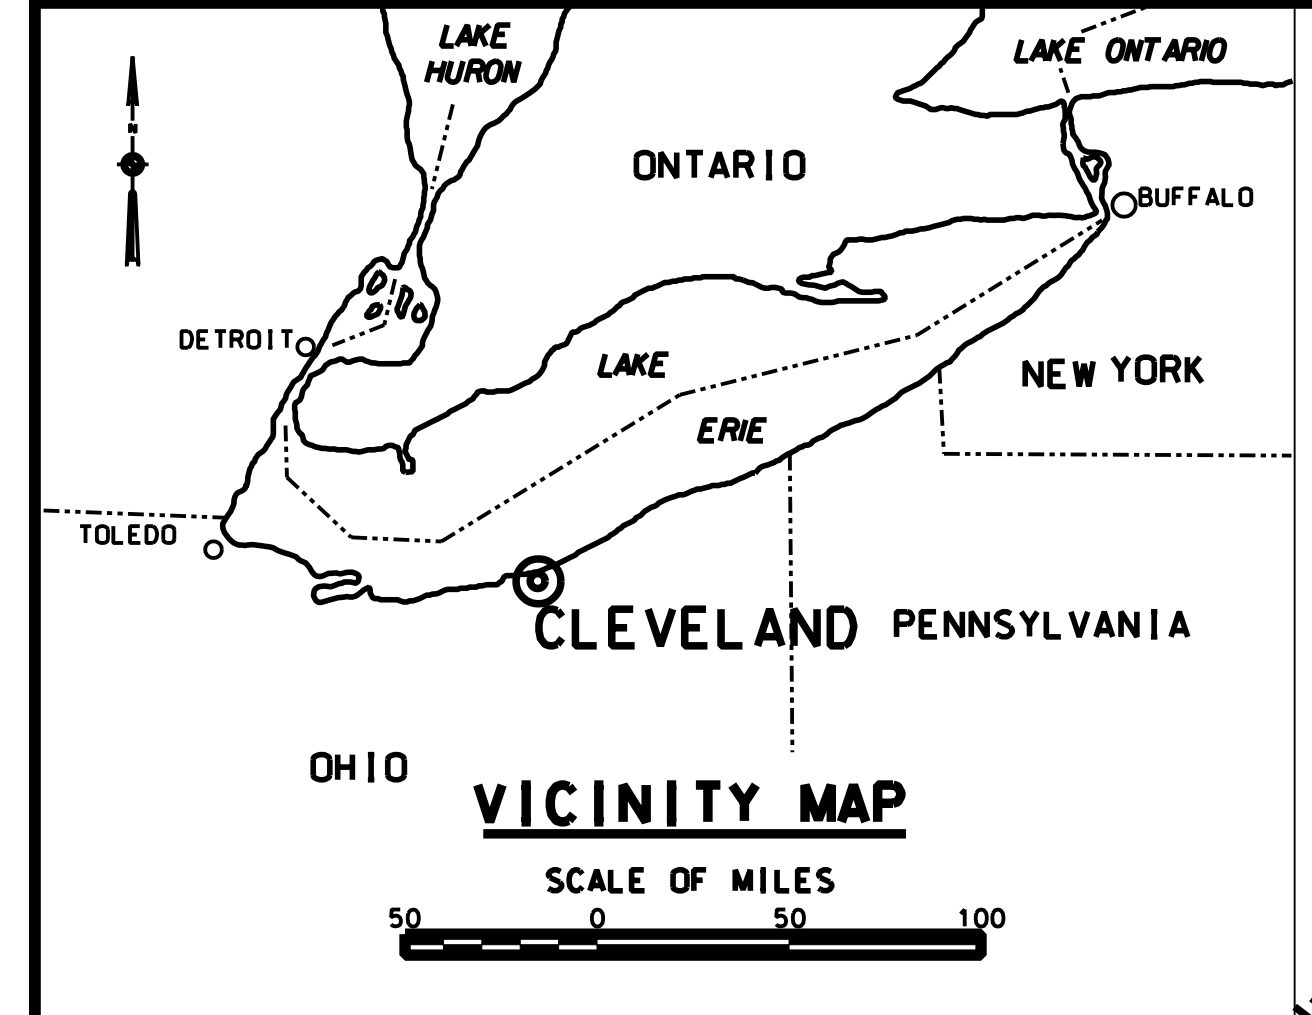 LAKE
HURON
LAKE ONTARIO
N
ONTARIO
BUFFALO
DETROIT
LAKE
ERIE
NEW YORK
TOLEDO
CLEVELAND
PENNSYLVANIA
OHIO
VICINITY MAP
SCALE OF MILES
50 0 50 100